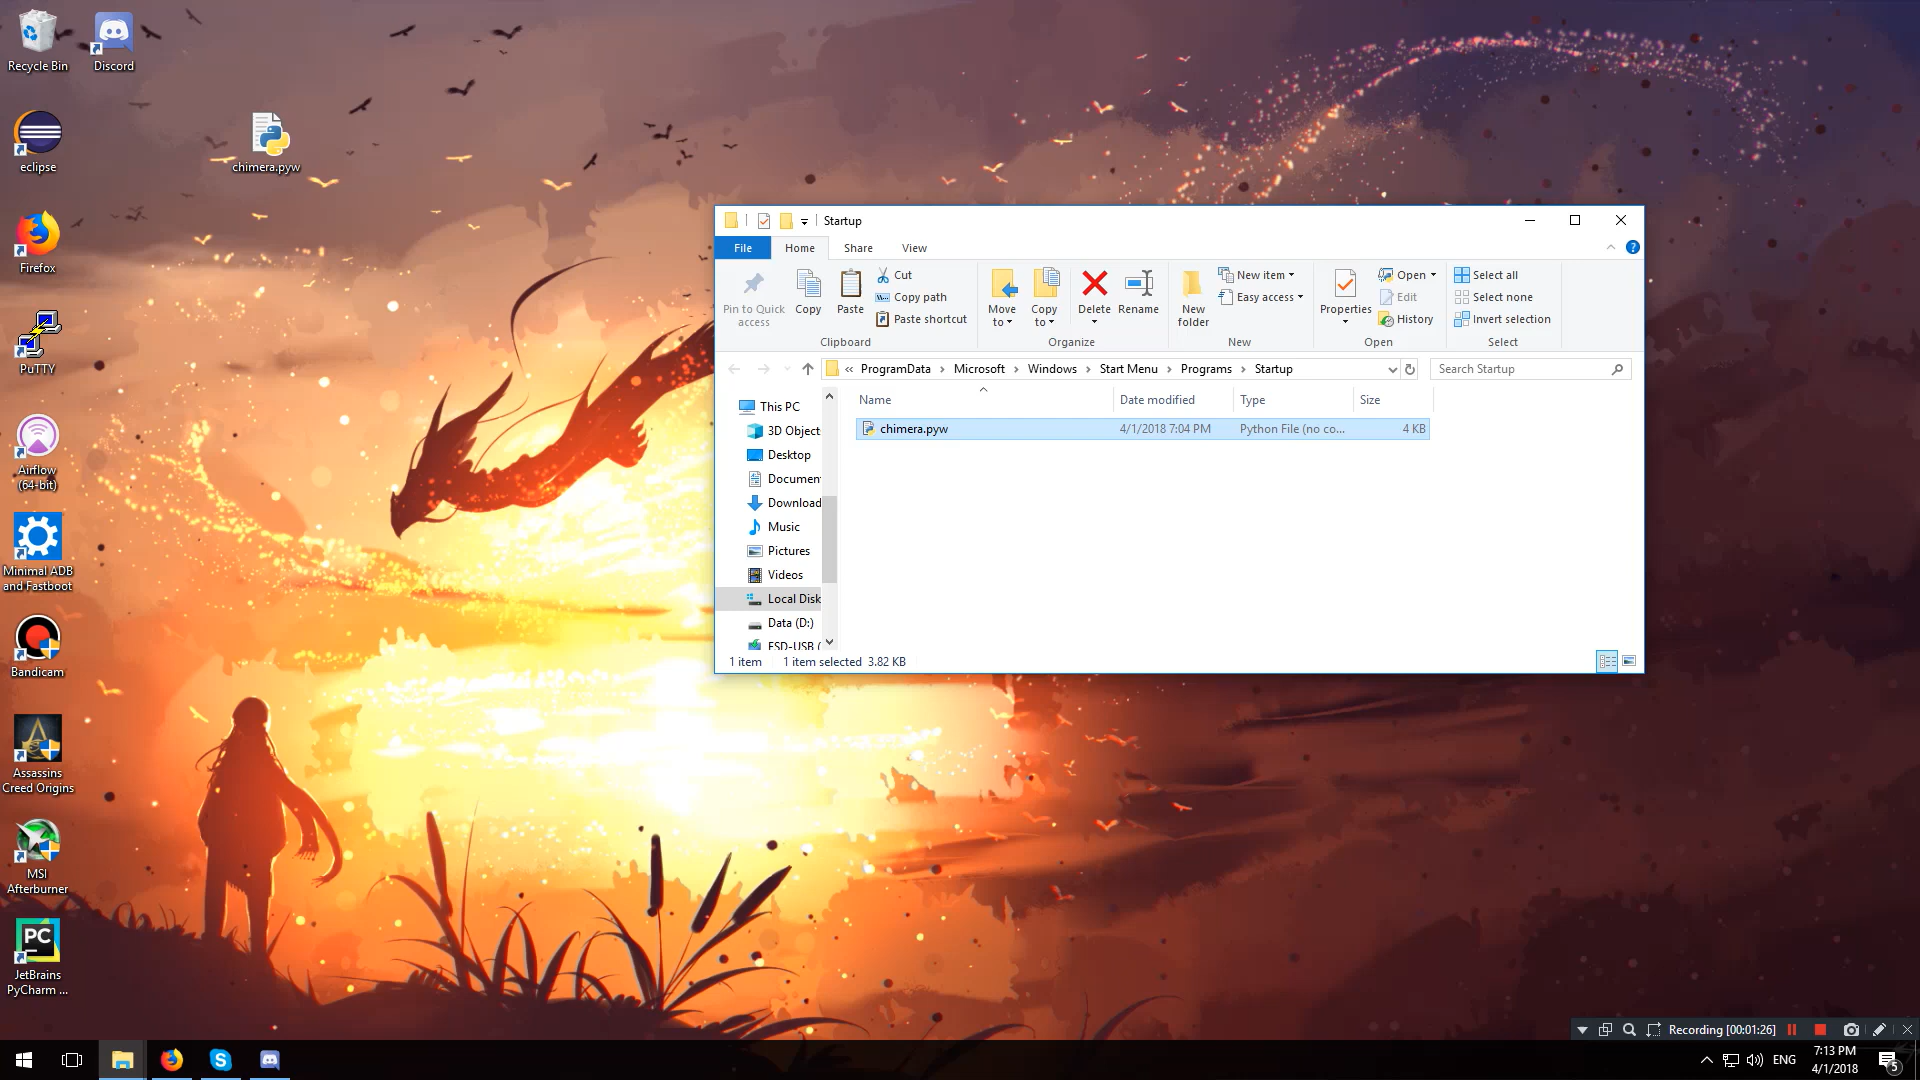 Recycle Bin
Discord
eclipse
chimera.pyw
Firefox
PuTTY
Airflow
(64-bit)
Minimal ADB
and Fastboot
Bandicam
Assassins
Creed Origins
MSI
Afterburner
PC
JetBrains
PyCharm ...
Startup
File
Home
Share
View
Pin to Quick
access
Copy
Paste
Cut
Copy path
Paste shortcut
Clipboard
Move
to
Copy
to
Delete
Rename
Organize
New
folder
New item
Easy access
New
Properties
Open
Edit
History
Open
Select all
Select none
Invert selection
Select
« ProgramData › Microsoft › Windows › Start Menu › Programs › Startup
Search Startup
Name
Date modified
Type
Size
chimera.pyw
4/1/2018 7:04 PM
Python File (no co...
4 KB
This PC
3D Object
Desktop
Documen
Download
Music
Pictures
Videos
Local Disk
Data (D:)
ESD-USB (
1 item
1 item selected 3.82 KB
Recording [00:01:26]
ENG
7:13 PM
4/1/2018
5